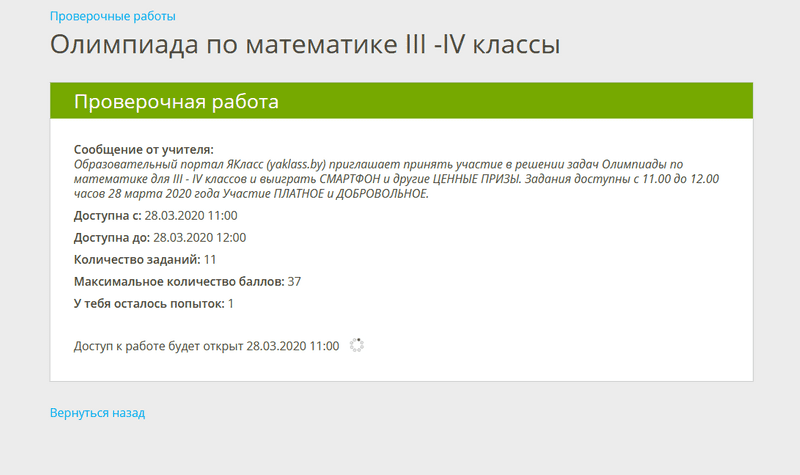 Проверочные работы
Олимпиада по математике III -IV классы
Проверочная работа
Сообщение от учителя:
Образовательный портал ЯКласс (yaklass.by) приглашает принять участие в решении задач Олимпиады по
математике для III - IV классов и выиграть СМАРТФОН и другие ЦЕННЫЕ ПРИЗЫ. Задания доступны с 11.00 до 12.00
часов 28 марта 2020 года Участие ПЛАТНОЕ и ДОБРОВОЛЬНОЕ.
Доступна с: 28.03.2020 11:00
Доступна до: 28.03.2020 12:00
Количество заданий: 11
Максимальное количество баллов: 37
У тебя осталось попыток: 1
Доступ к работе будет открыт 28.03.2020 11:00
Вернуться назад